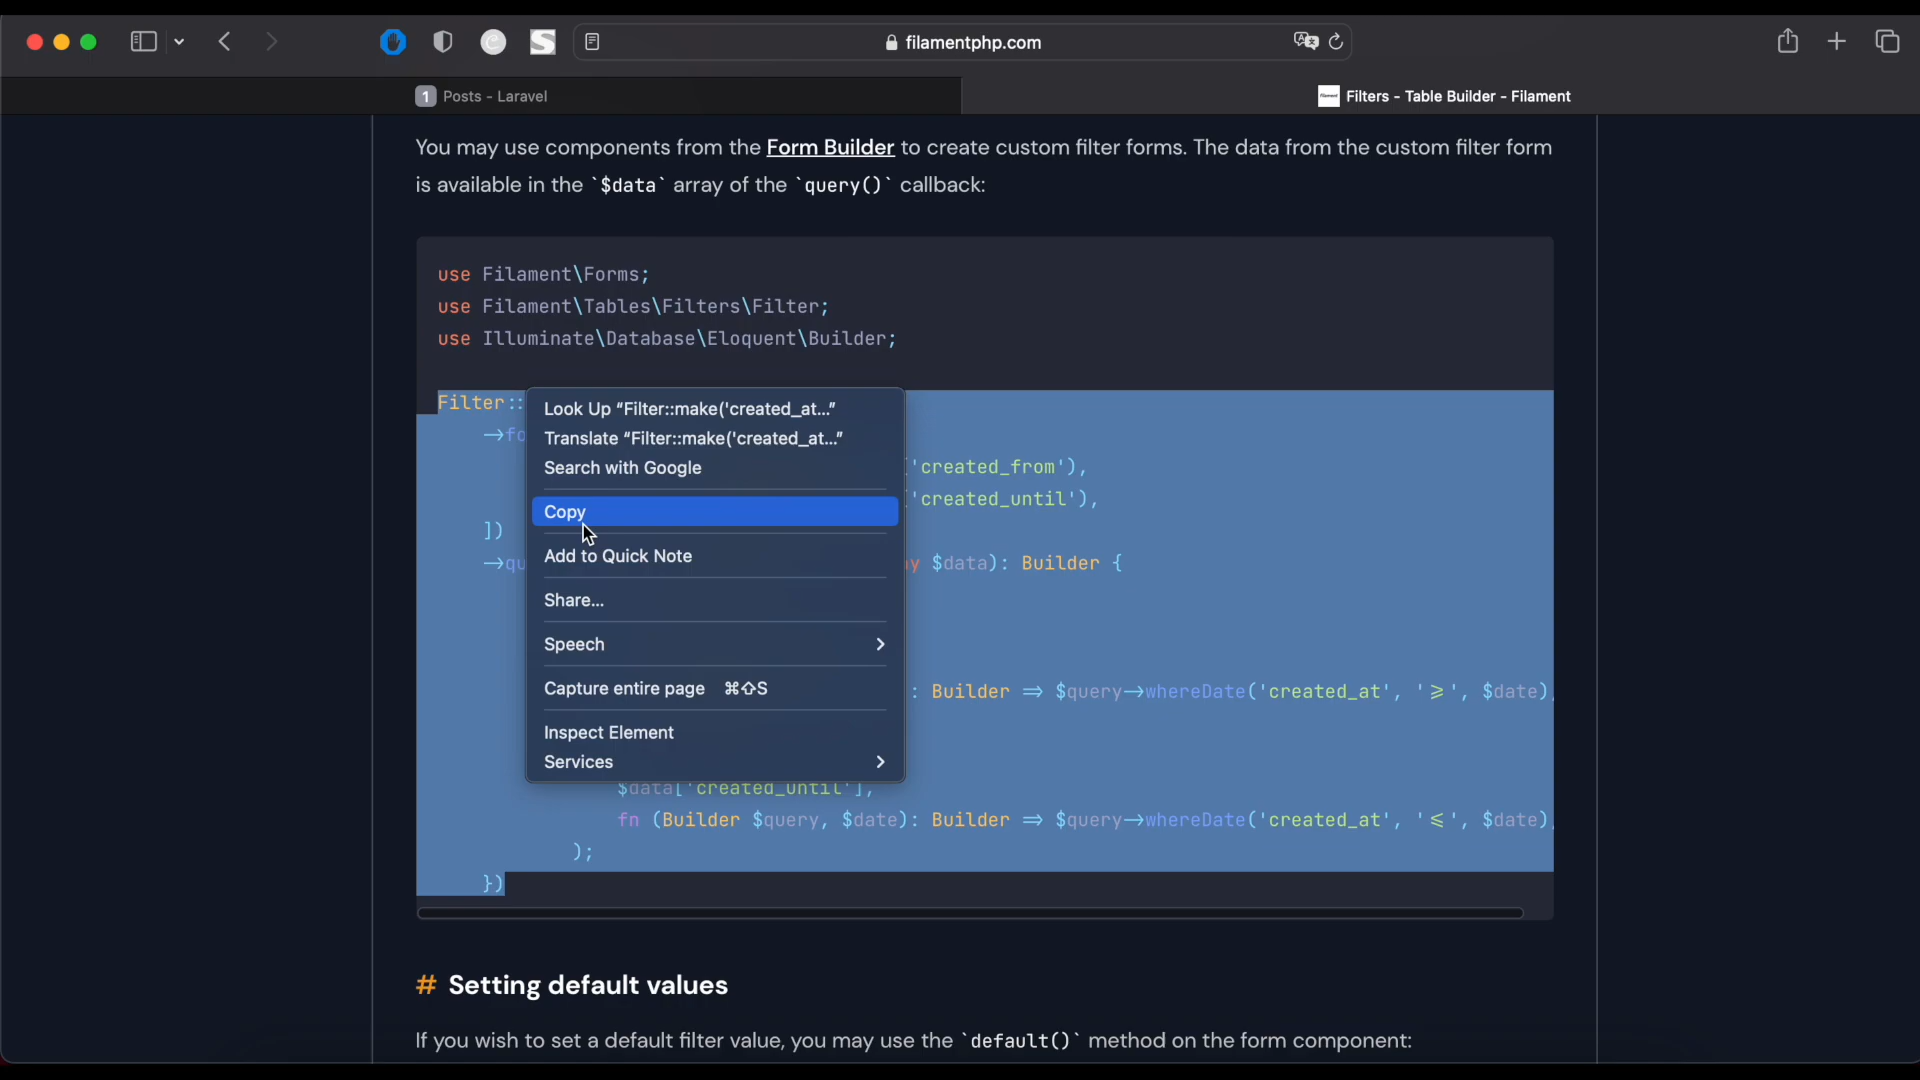 filamentphp.com
1 Posts - Laravel
Filters - Table Builder - Filament
You may use components from the Form Builder to create custom filter forms. The data from the custom filter form
is available in the `$data` array of the `query()` callback:
use Filament\Forms;
use Filament\Tables\Filters\Filter;
use Illuminate\Database\Eloquent\Builder;
Filter::
Look Up “Filter::make('created_at...”
→fo
Translate “Filter::make('created_at...”
'created_from'),
Search with Google
'created_until'),
Copy
])
Add to Quick Note
→qu
y $data): Builder {
Share...
Speech
Capture entire page ⌘⇧S
: Builder ⇒ $query→whereDate('created_at', '≥', $date),
Inspect Element
Services
$data['created_until'],
fn (Builder $query, $date): Builder ⇒ $query→whereDate('created_at', '≤', $date),
);
})
# Setting default values
If you wish to set a default filter value, you may use the `default()` method on the form component: